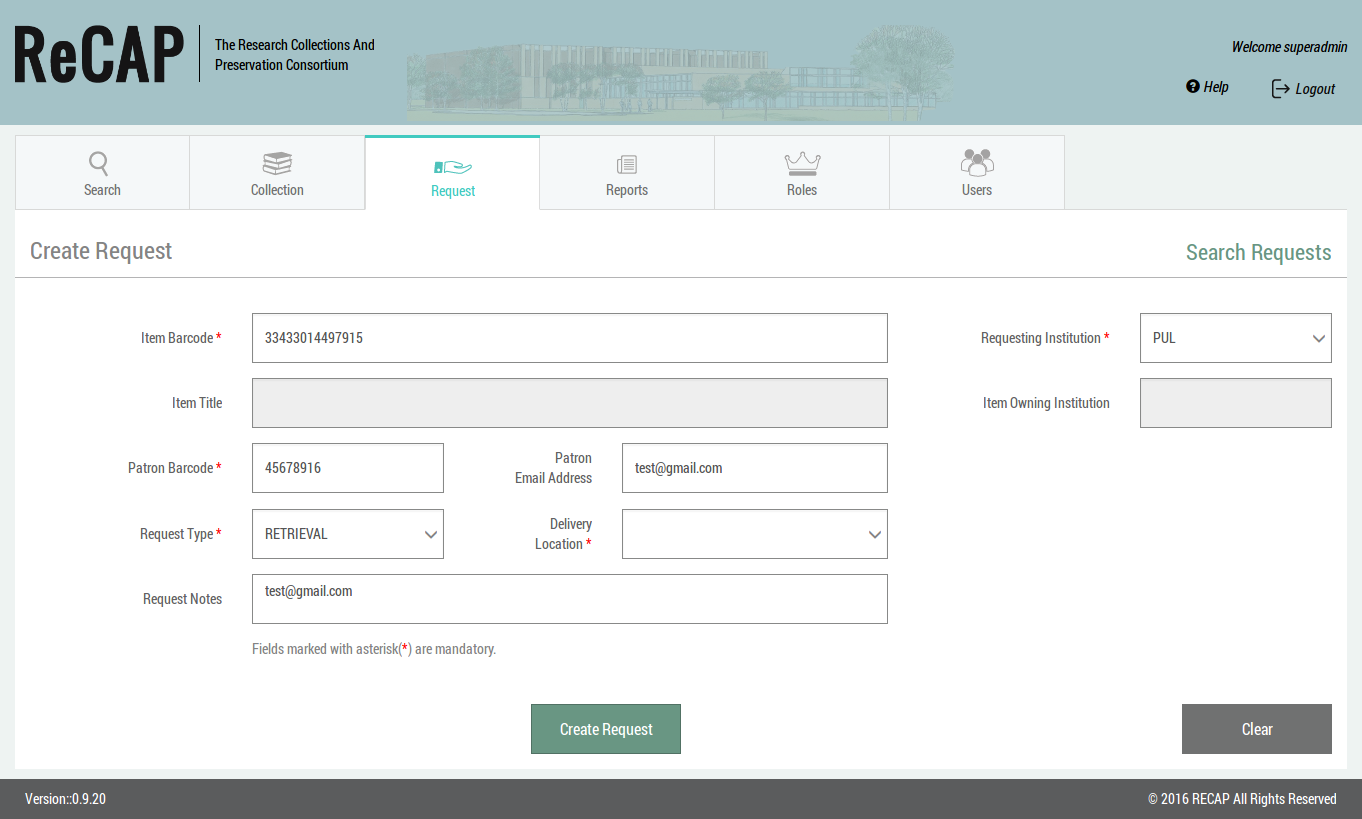 ReCAP
The Research Collections And
Preservation Consortium
Welcome superadmin
Help
Logout
Search
Collection
Request
Reports
Roles
Users
Create Request
Search Requests
Item Barcode *
33433014497915
Requesting Institution *
PUL
Item Title
Item Owning Institution
Patron Barcode *
45678916
Patron
Email Address
test@gmail.com
Request Type *
RETRIEVAL
Delivery
Location *
Request Notes
test@gmail.com
Fields marked with asterisk(*) are mandatory.
Create Request
Clear
Version::0.9.20
© 2016 RECAP All Rights Reserved